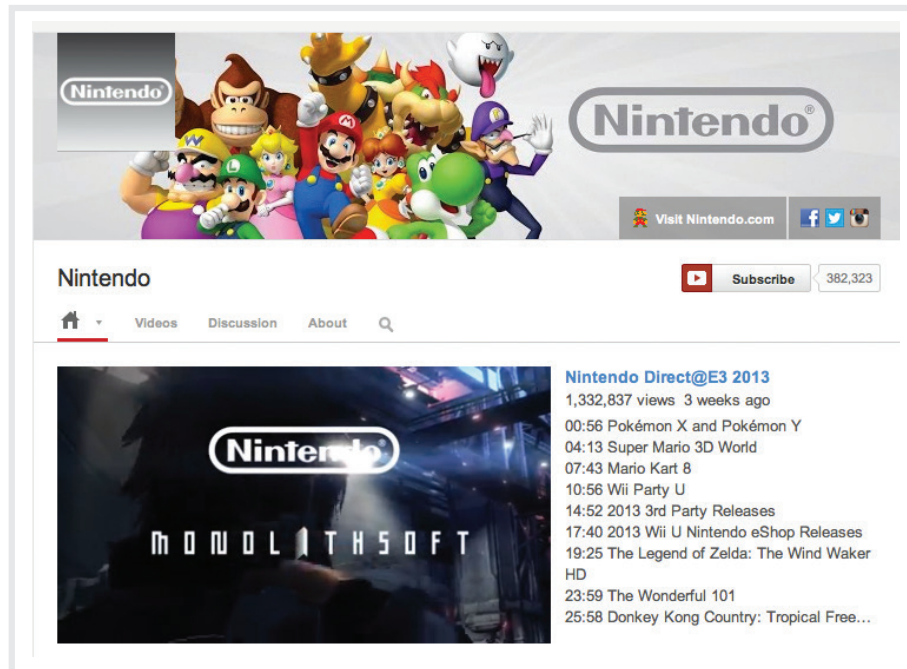 Nintendo
Nintendo®
Visit Nintendo.com
Nintendo
Subscribe
382,323
Videos
Discussion
About
Nintendo
MONOLITHSOFT
Nintendo Direct@E3 2013
1,332,837 views 3 weeks ago
00:56 Pokémon X and Pokémon Y
04:13 Super Mario 3D World
07:43 Mario Kart 8
10:56 Wii Party U
14:52 2013 3rd Party Releases
17:40 2013 Wii U Nintendo eShop Releases
19:25 The Legend of Zelda: The Wind Waker
HD
23:59 The Wonderful 101
25:58 Donkey Kong Country: Tropical Free…